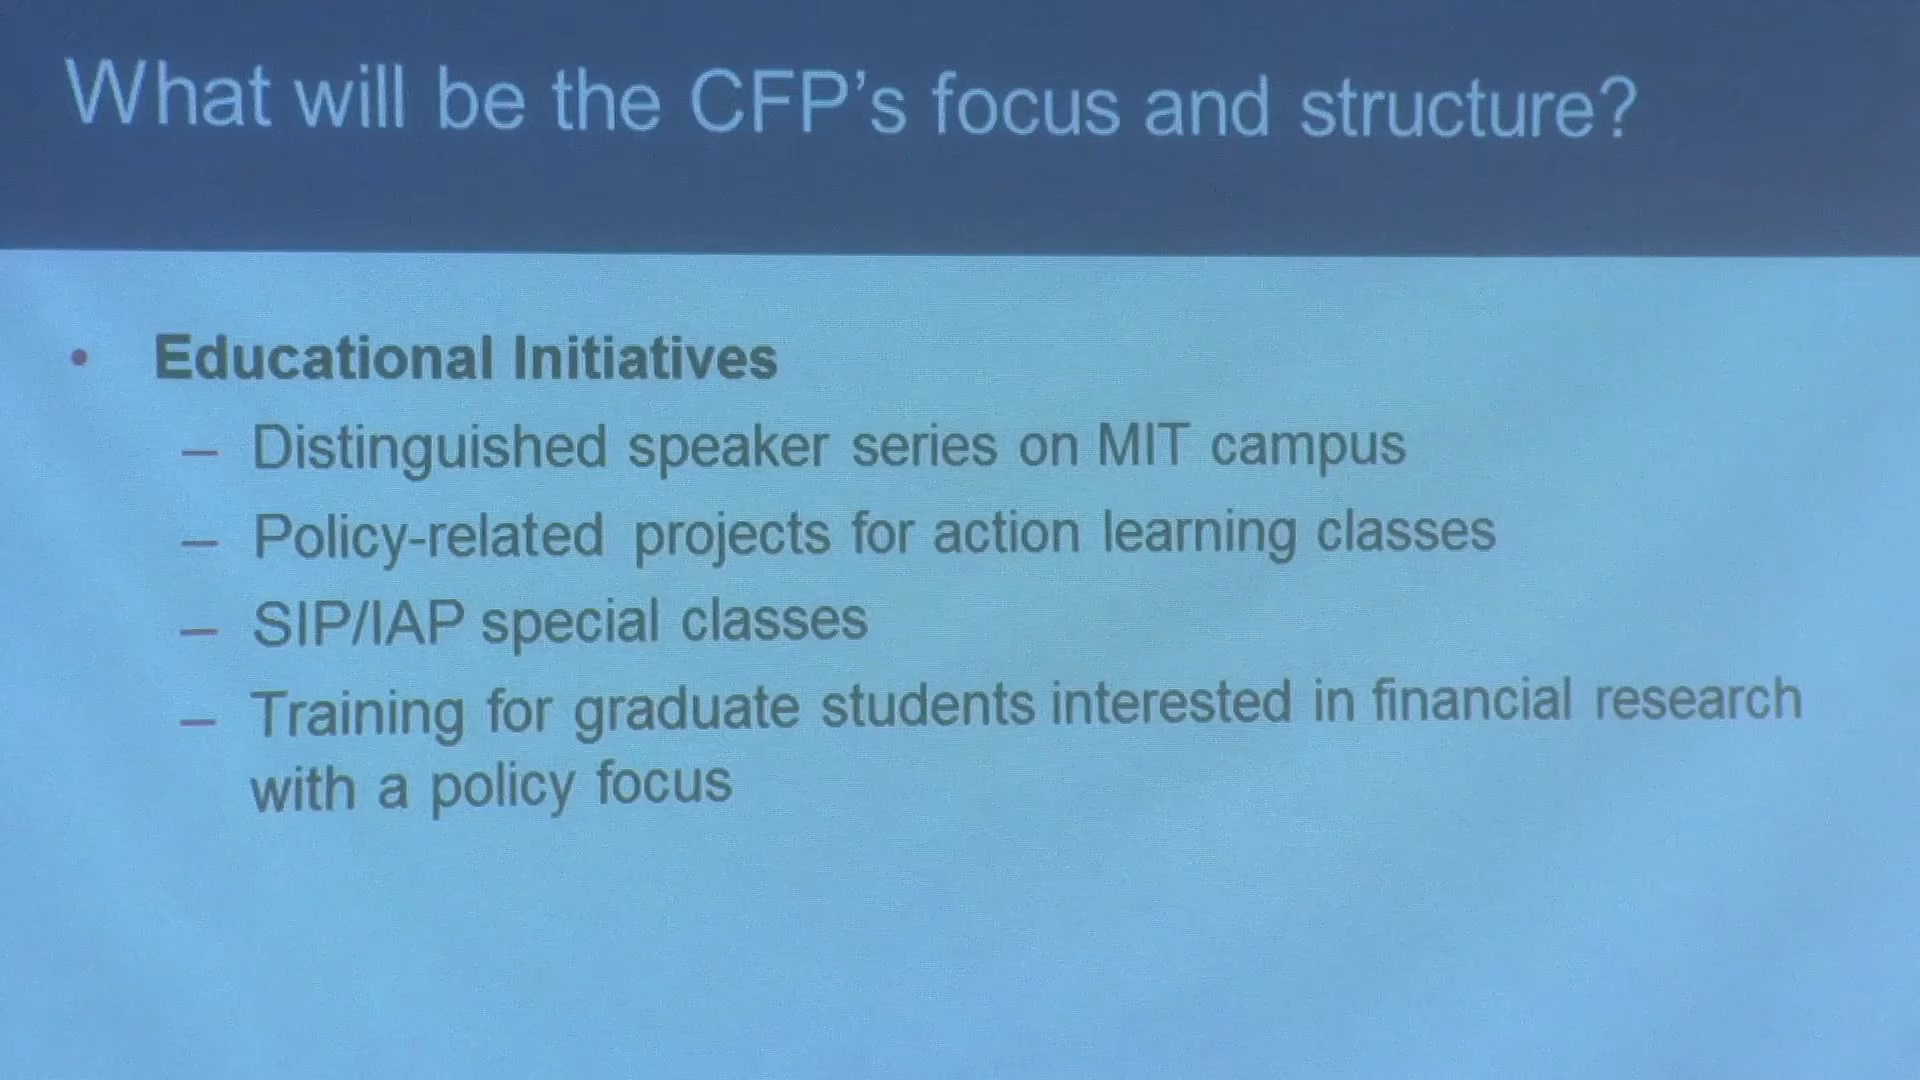 What will be the CFP's focus and structure?
• Educational Initiatives
– Distinguished speaker series on MIT campus
– Policy-related projects for action learning classes
– SIP/IAP special classes
– Training for graduate students interested in financial research
with a policy focus